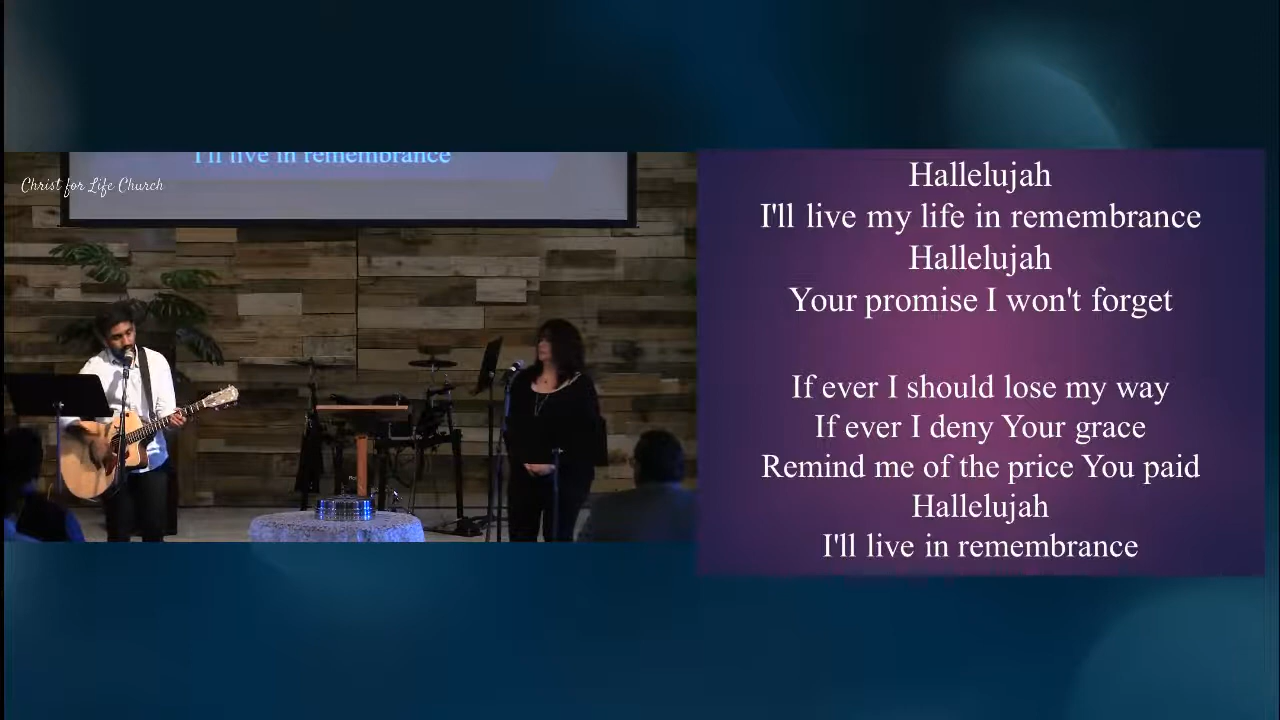 I'll live in remembrance
Christ for Life Church
Hallelujah
I'll live my life in remembrance
Hallelujah
Your promise I won't forget
If ever I should lose my way
If ever I deny Your grace
Remind me of the price You paid
Hallelujah
I'll live in remembrance